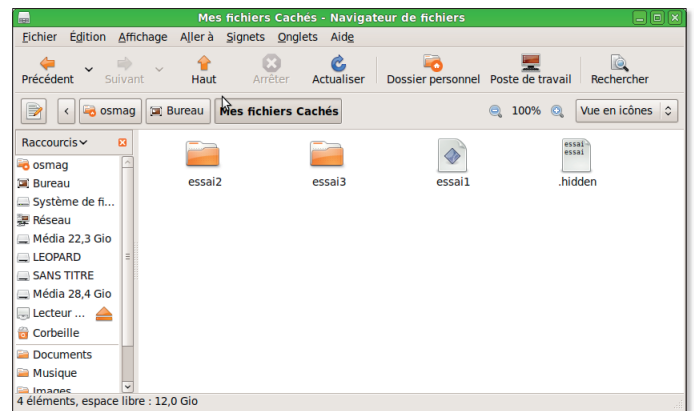 Mes fichiers Cachés - Navigateur de fichiers
Fichier Édition Affichage Aller à Signets Onglets Aide
Précédent Suivant Haut Arrêter Actualiser Dossier personnel Poste de travail Rechercher
osmag Bureau Mes fichiers Cachés 100% Vue en icônes
Raccourcis
osmag
Bureau
Système de fi...
Réseau
Média 22,3 Gio
LEOPARD
SANS TITRE
Média 28,4 Gio
Lecteur ...
Corbeille
Documents
Musique
Images
essai
essai
essai2 essai3 essai1 .hidden
4 éléments, espace libre : 12,0 Gio